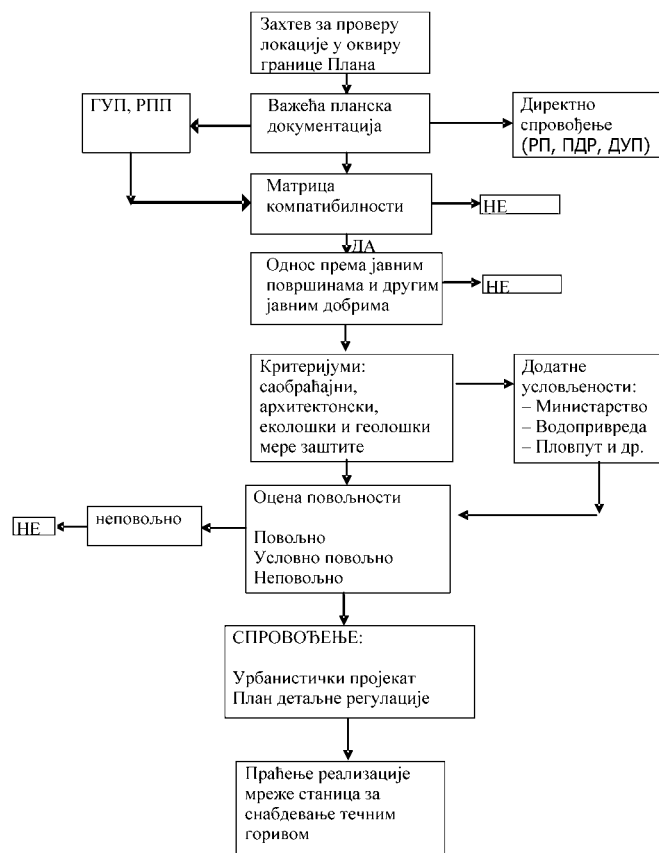 Захтев за проверу
локације у оквиру
границе Плана
ГУП, РПП
Важећа планска
документација
Директно
спровођење
(РП, ПДР, ДУП)
Матрица
компатибилности
НЕ
ДА
Однос према јавним
површинама и другим
јавним добрима
НЕ
Критеријуми:
саобраћајни,
архитектонски,
еколошки и геолошки
мере заштите
Додатне
условљености:
– Министарство
– Водопривреда
– Пловпут и др.
Оцена повољности
Повољно
Условно повољно
Неповољно
неповољно
НЕ
СПРОВОЂЕЊЕ:
Урбанистички пројекат
План детаљне регулације
Праћење реализације
мреже станица за
снабдевање течним
горивом